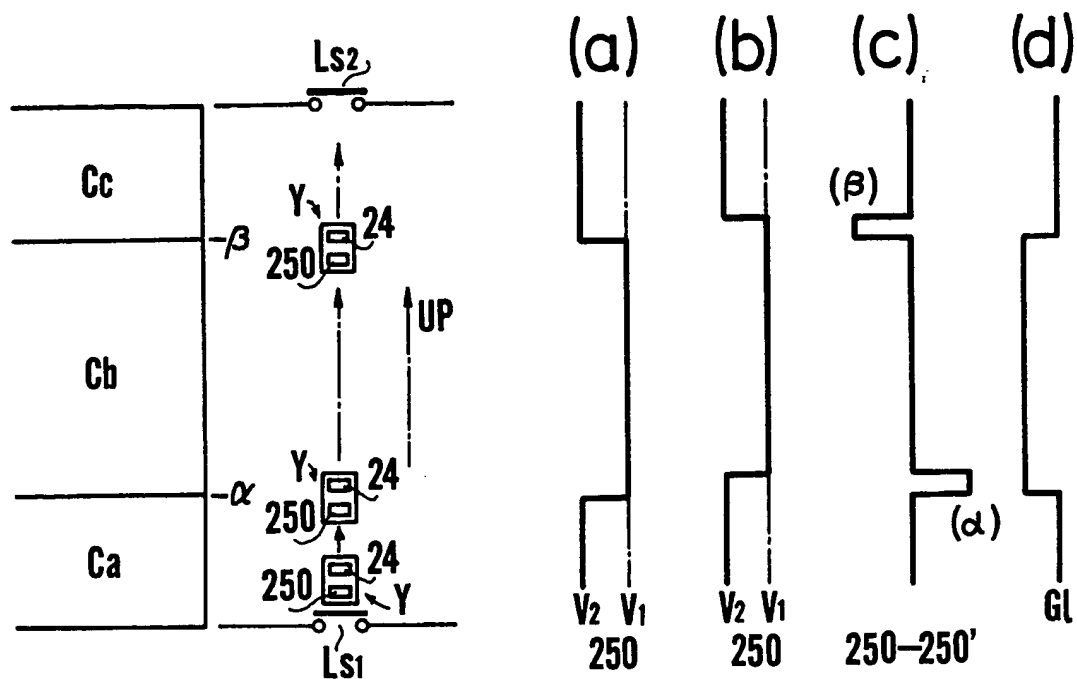 (a) (b) (c) (d)
Ls2
Cc
Y
24
(β)
β
250
UP
Cb
Y
24
α
250
(α)
Ca
24
250
Y
V2 V1 V2 V1 Gl
Ls1
250 250 250–250'